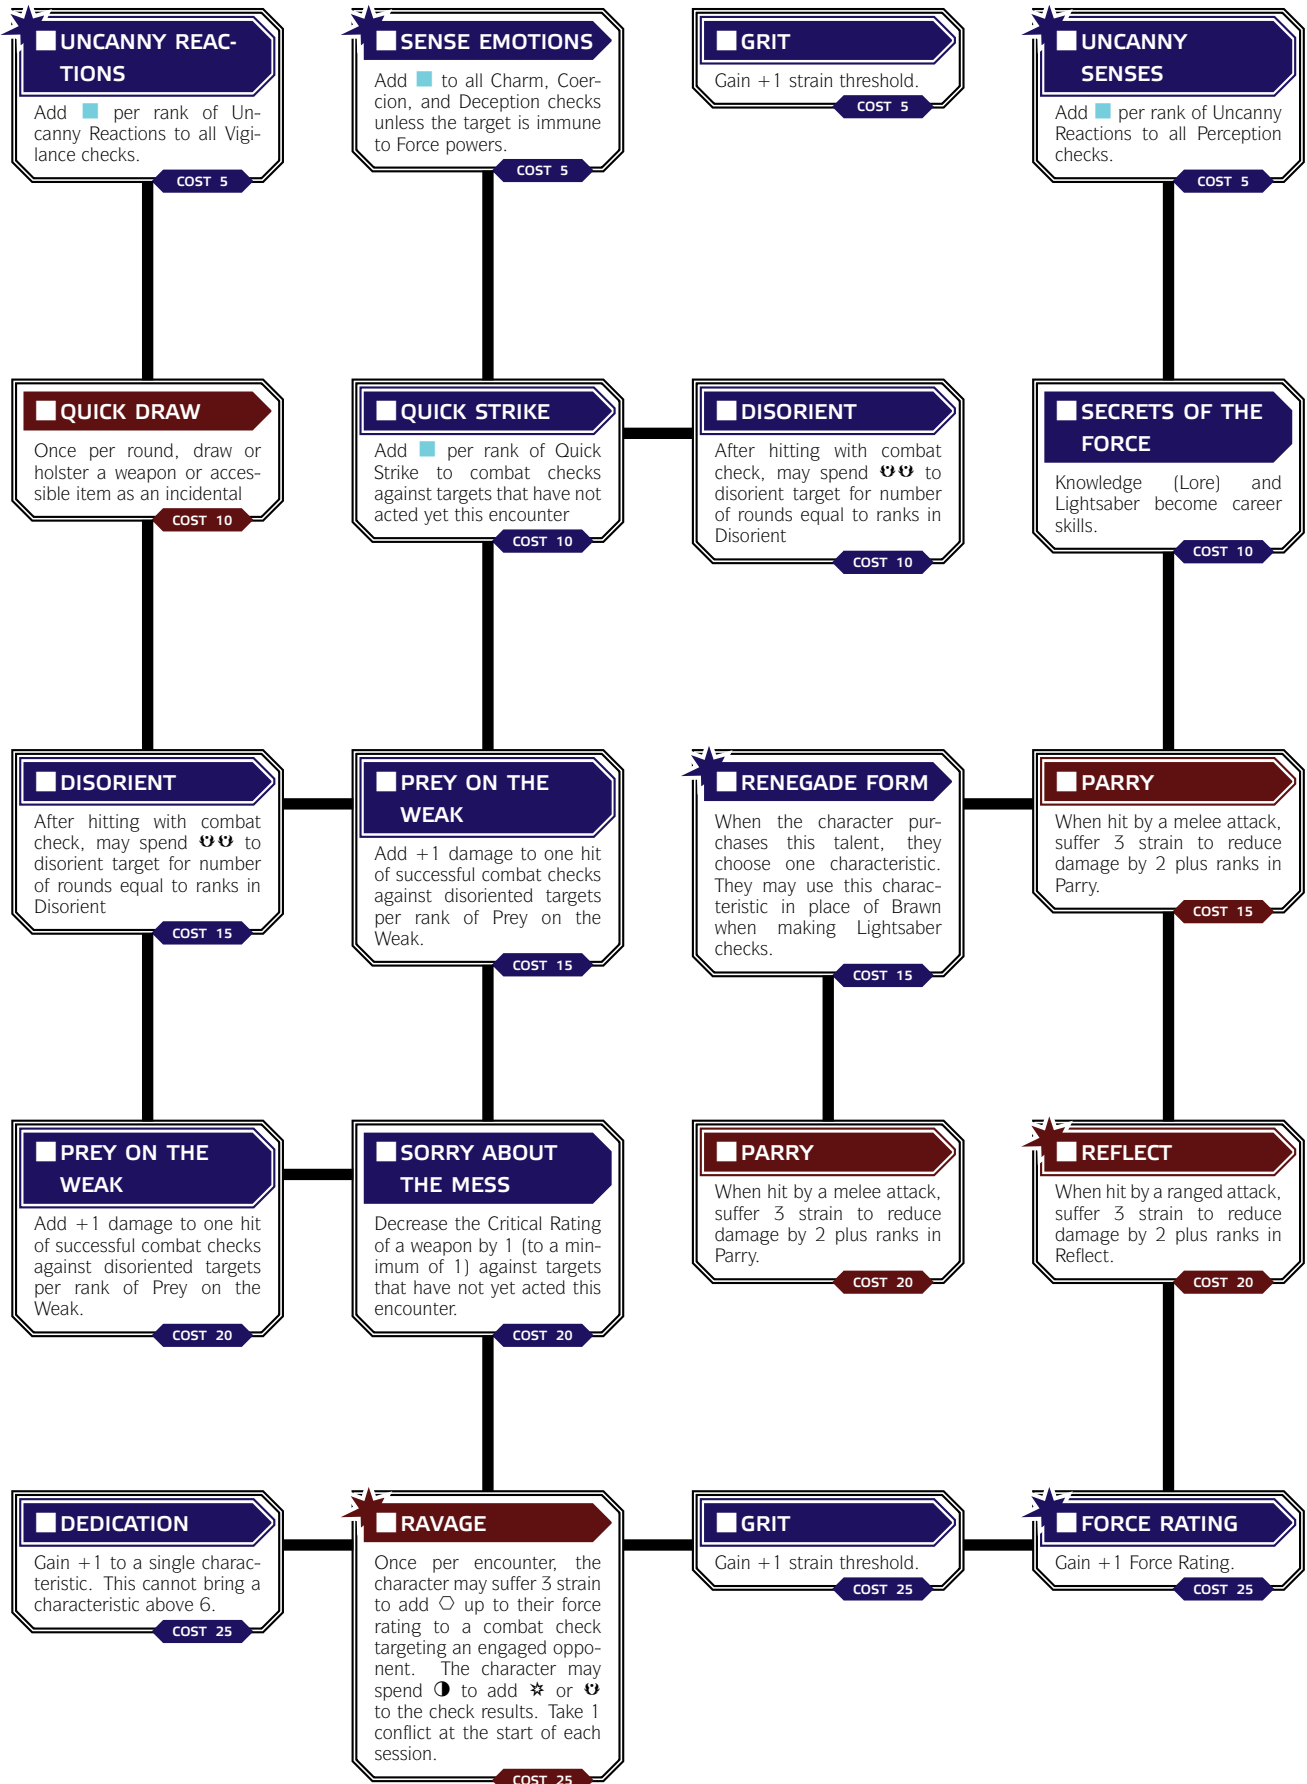 UNCANNY REAC-
TIONS
Add per rank of Un-
canny Reactions to all Vigi-
lance checks.
COST 5
SENSE EMOTIONS
Add to all Charm, Coer-
cion, and Deception checks
unless the target is immune
to Force powers.
COST 5
GRIT
Gain +1 strain threshold.
COST 5
UNCANNY
SENSES
Add per rank of Uncanny
Reactions to all Perception
checks.
COST 5
QUICK DRAW
Once per round, draw or
holster a weapon or acces-
sible item as an incidental
COST 10
QUICK STRIKE
Add per rank of Quick
Strike to combat checks
against targets that have not
acted yet this encounter
COST 10
DISORIENT
After hitting with combat
check, may spend to
disorient target for number
of rounds equal to ranks in
Disorient
COST 10
SECRETS OF THE
FORCE
Knowledge (Lore) and
Lightsaber become career
skills.
COST 10
DISORIENT
After hitting with combat
check, may spend to
disorient target for number
of rounds equal to ranks in
Disorient
COST 15
PREY ON THE
WEAK
Add +1 damage to one hit
of successful combat checks
against disoriented targets
per rank of Prey on the
Weak.
COST 15
RENEGADE FORM
When the character pur-
chases this talent, they
choose one characteristic.
They may use this charac-
teristic in place of Brawn
when making Lightsaber
checks.
COST 15
PARRY
When hit by a melee attack,
suffer 3 strain to reduce
damage by 2 plus ranks in
Parry.
COST 15
PREY ON THE
WEAK
Add +1 damage to one hit
of successful combat checks
against disoriented targets
per rank of Prey on the
Weak.
COST 20
SORRY ABOUT
THE MESS
Decrease the Critical Rating
of a weapon by 1 (to a min-
imum of 1) against targets
that have not yet acted this
encounter.
COST 20
PARRY
When hit by a melee attack,
suffer 3 strain to reduce
damage by 2 plus ranks in
Parry.
COST 20
REFLECT
When hit by a ranged attack,
suffer 3 strain to reduce
damage by 2 plus ranks in
Reflect.
COST 20
DEDICATION
Gain +1 to a single charac-
teristic. This cannot bring a
characteristic above 6.
COST 25
RAVAGE
Once per encounter, the
character may suffer 3 strain
to add up to their force
rating to a combat check
targeting an engaged oppo-
nent. The character may
spend to add or
to the check results. Take 1
conflict at the start of each
session.
COST 25
GRIT
Gain +1 strain threshold.
COST 25
FORCE RATING
Gain +1 Force Rating.
COST 25